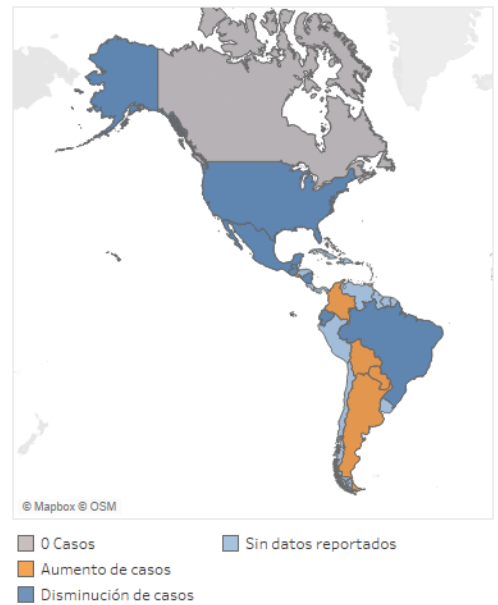 © Mapbox © OSM
0 Casos
Sin datos reportados
Aumento de casos
Disminución de casos